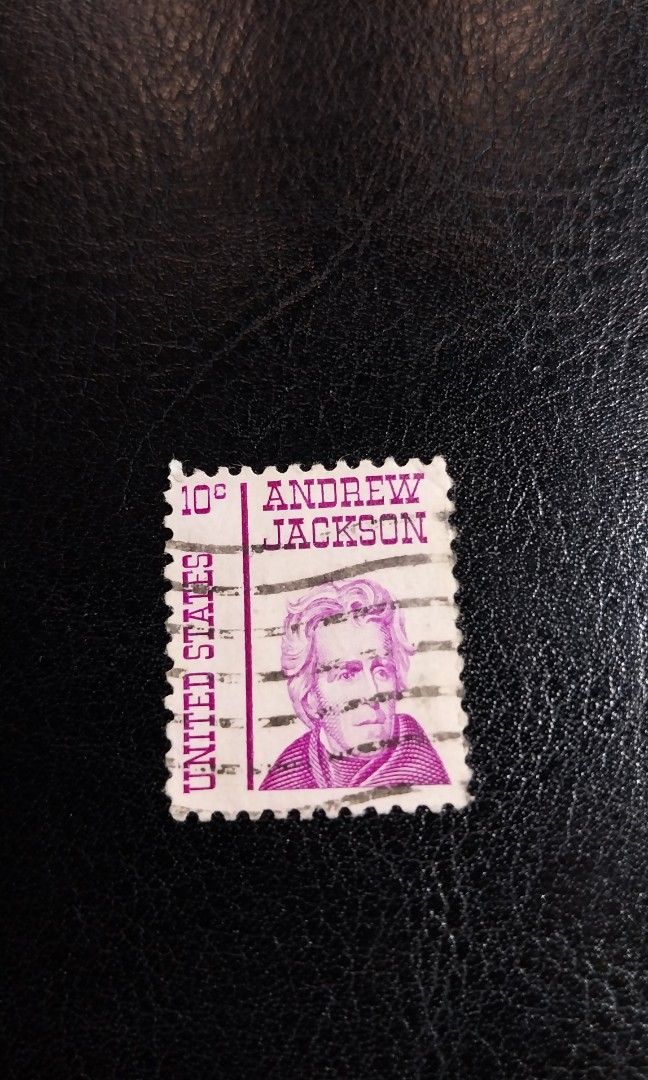 10c
ANDREW
JACKSON
UNITED STATES